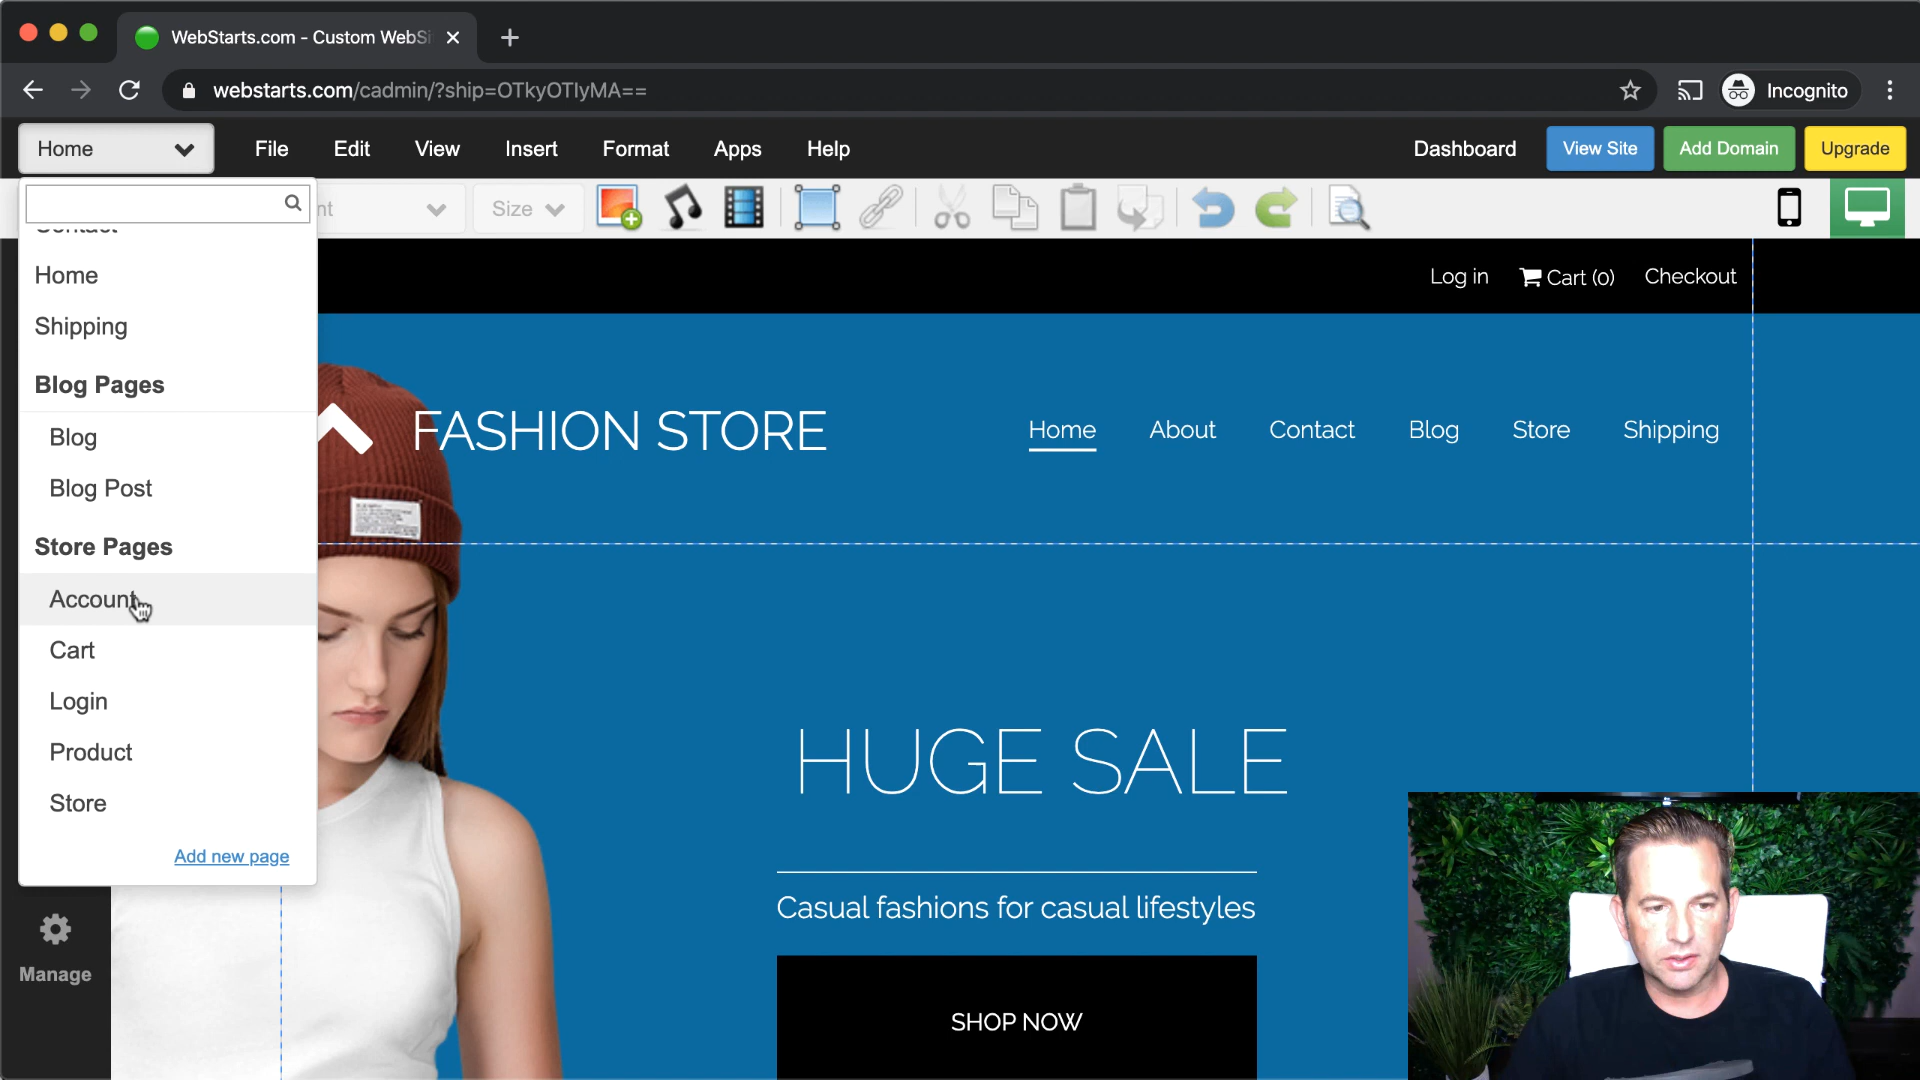 WebStarts.com - Custom WebSi
webstarts.com/cadmin/?ship=OTkyOTIyMA==
Incognito
Home
File
Edit
View
Insert
Format
Apps
Help
Dashboard
View Site
Add Domain
Upgrade
nt
Size
Contact
Home
Shipping
Blog Pages
Blog
Blog Post
Store Pages
Account
Cart
Login
Product
Store
Add new page
Manage
Log in
Cart (0)
Checkout
FASHION STORE
Home
About
Contact
Blog
Store
Shipping
HUGE SALE
Casual fashions for casual lifestyles
SHOP NOW